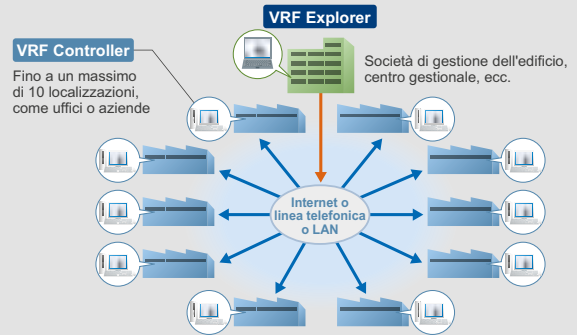 VRF Explorer
VRF Controller
Fino a un massimo
di 10 localizzazioni,
come uffici o aziende
Società di gestione dell'edificio,
centro gestionale, ecc.
Internet o
linea telefonica
o LAN